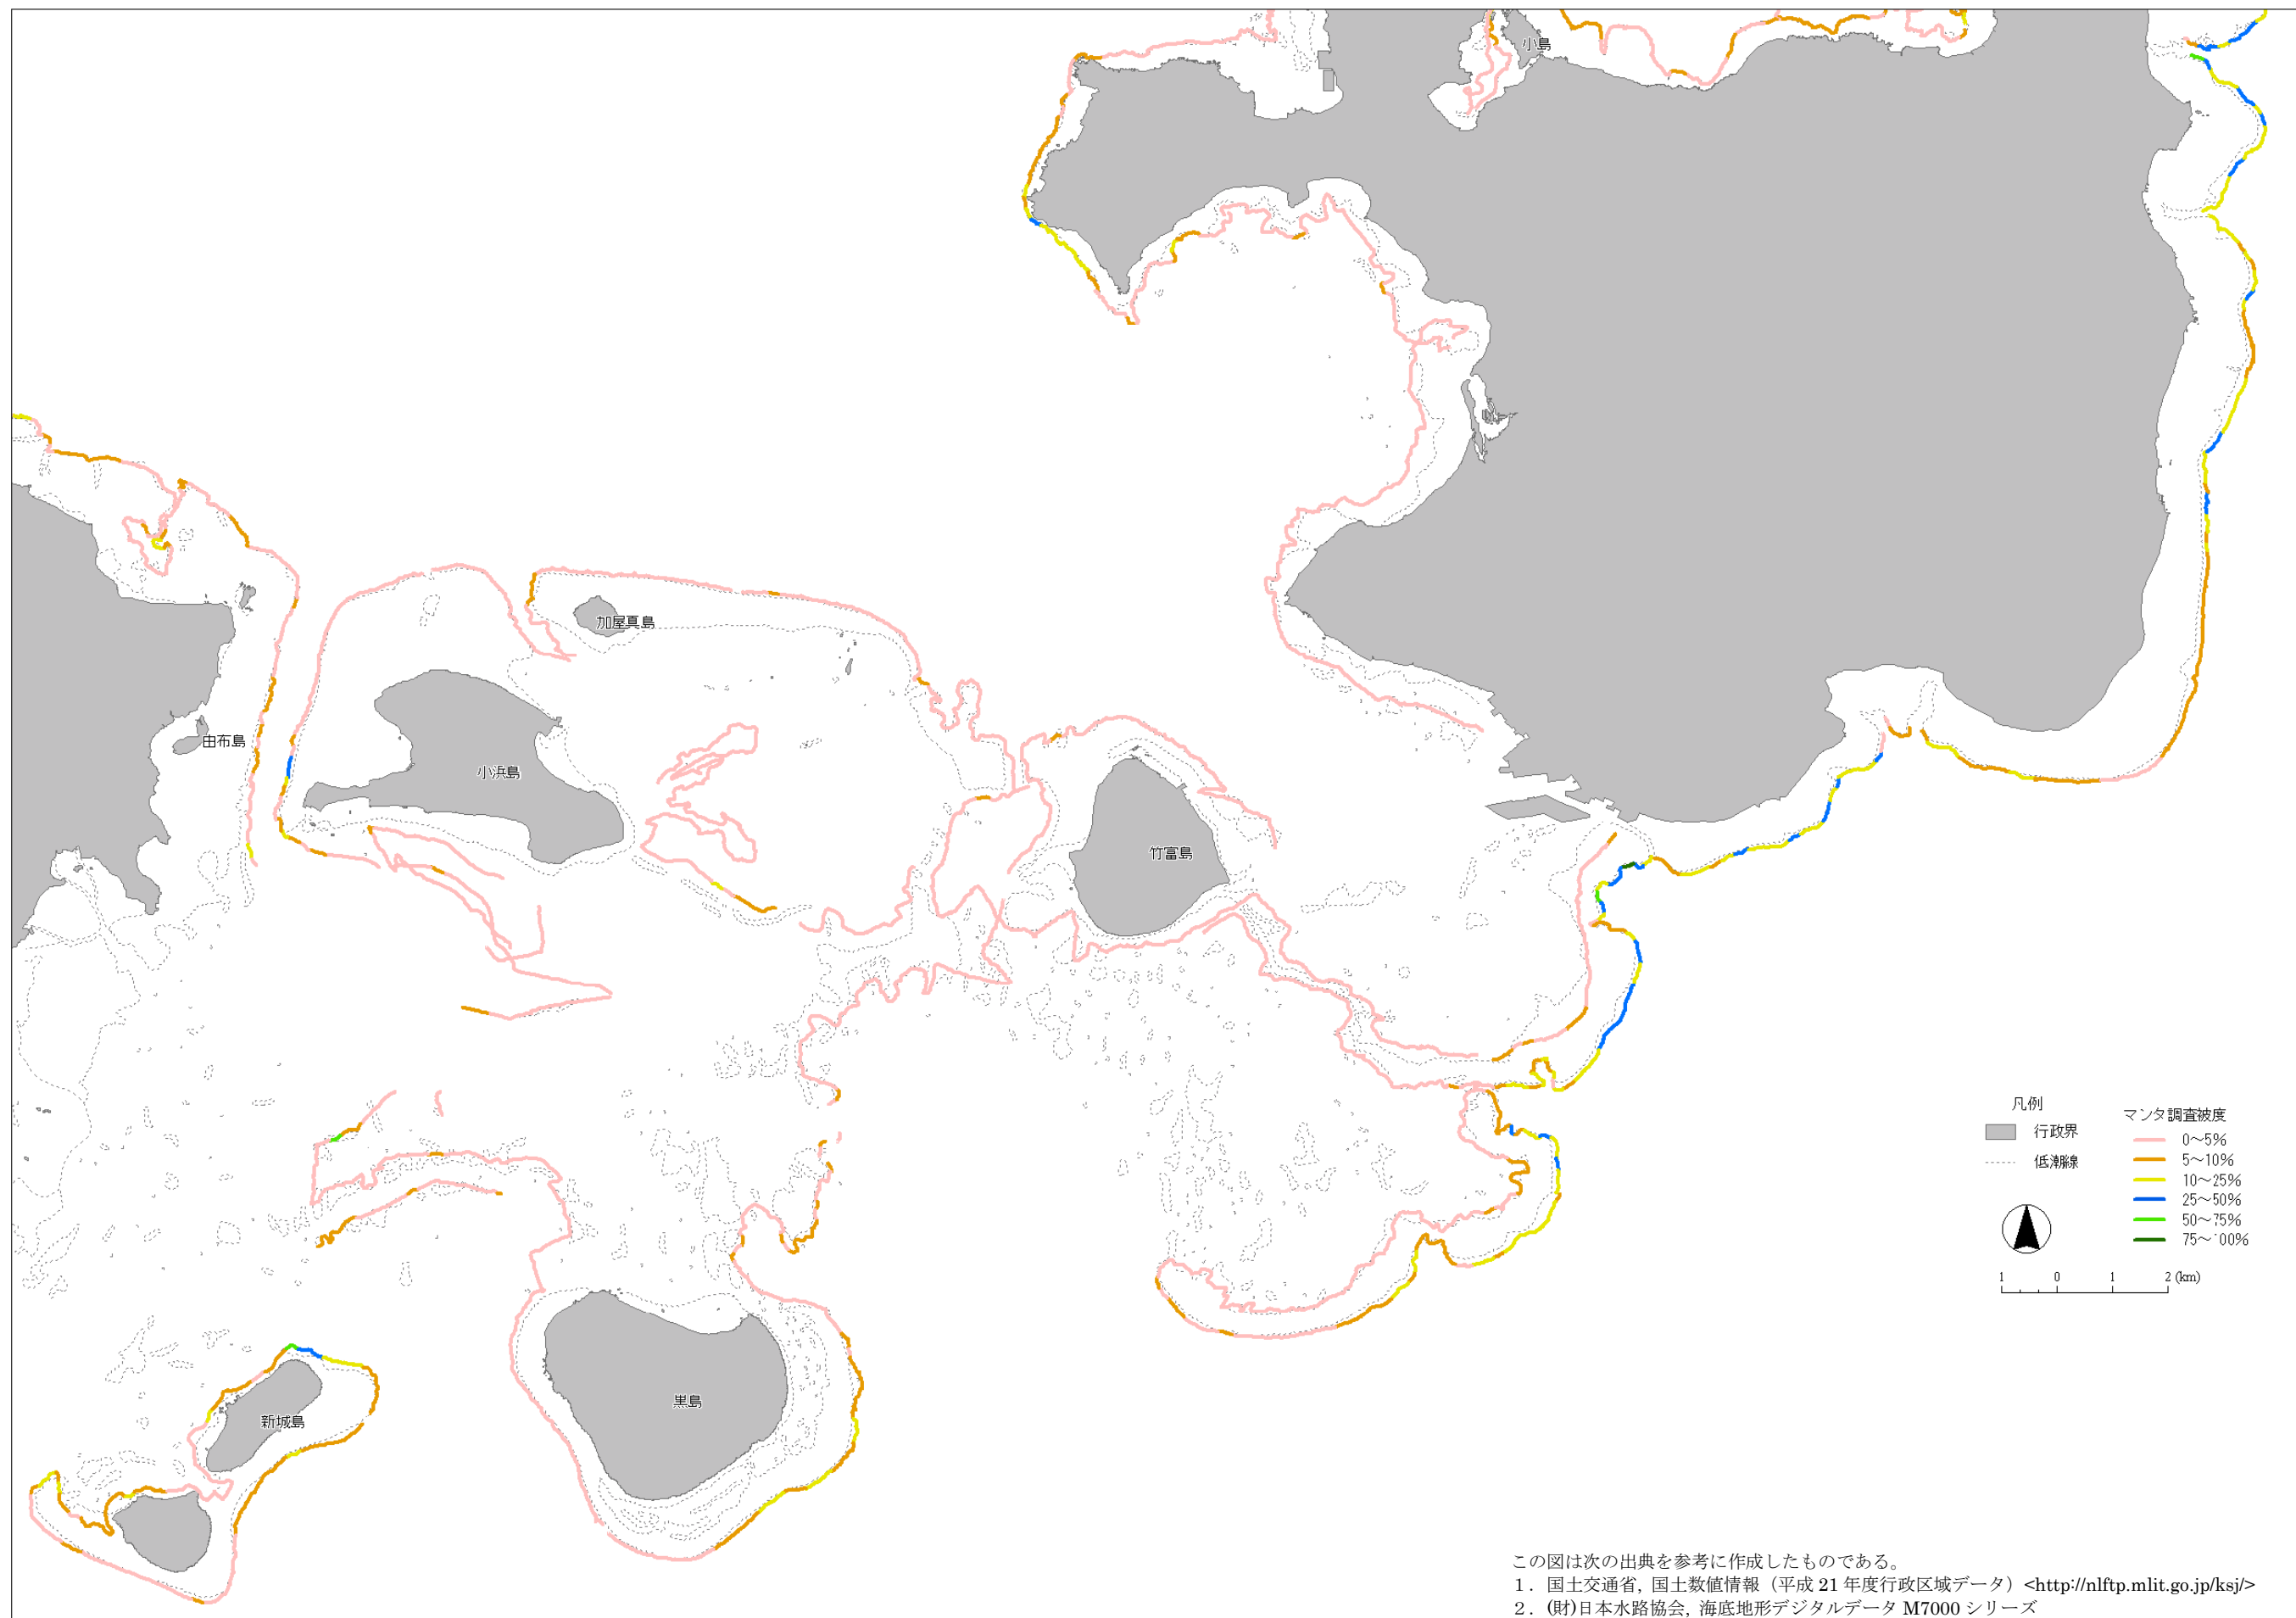 小島
加屋真島
由布島
小浜島
竹富島
黒島
新城島
凡例
行政界
低潮線
マンタ調査被度
0～5%
5～10%
10～25%
25～50%
50～75%
75～100%
1 0 1 2 (km)
この図は次の出典を参考に作成したものである。
1．国土交通省, 国土数値情報（平成 21 年度行政区域データ）<http://nlftp.mlit.go.jp/ksj/>
2．(財)日本水路協会, 海底地形デジタルデータ M7000 シリーズ